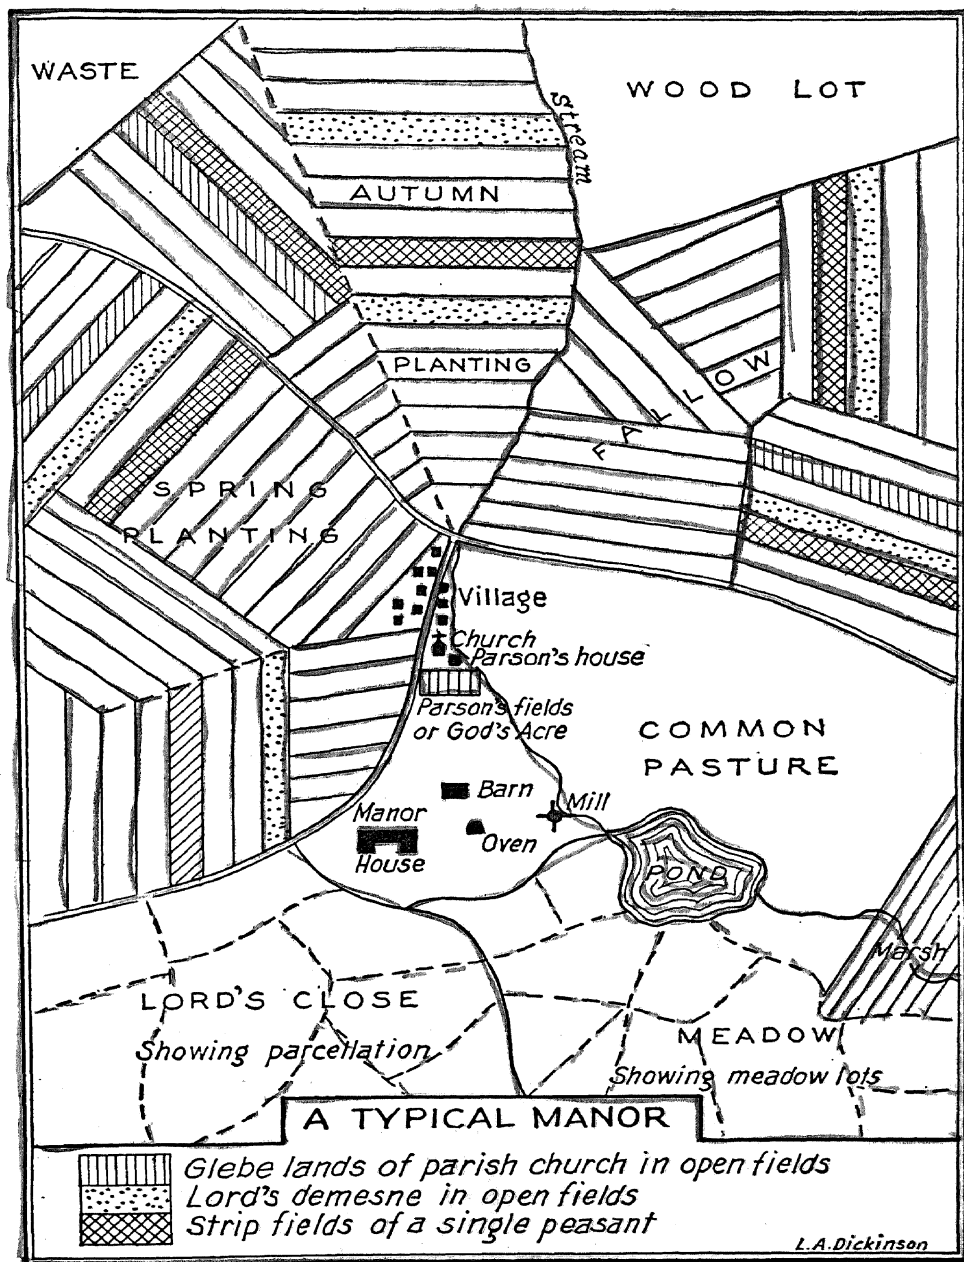 WASTE
WOOD LOT
Stream
AUTUMN
PLANTING
FALLOW
SPRING
PLANTING
Village
Church
Parson's house
Parson's fields
or God's Acre
COMMON
PASTURE
Barn
Mill
Manor
House
Oven
POND
Marsh
LORD'S CLOSE
Showing parcellation
MEADOW
Showing meadow lots
A TYPICAL MANOR
Glebe lands of parish church in open fields
Lord's demesne in open fields
Strip fields of a single peasant
L.A.Dickinson